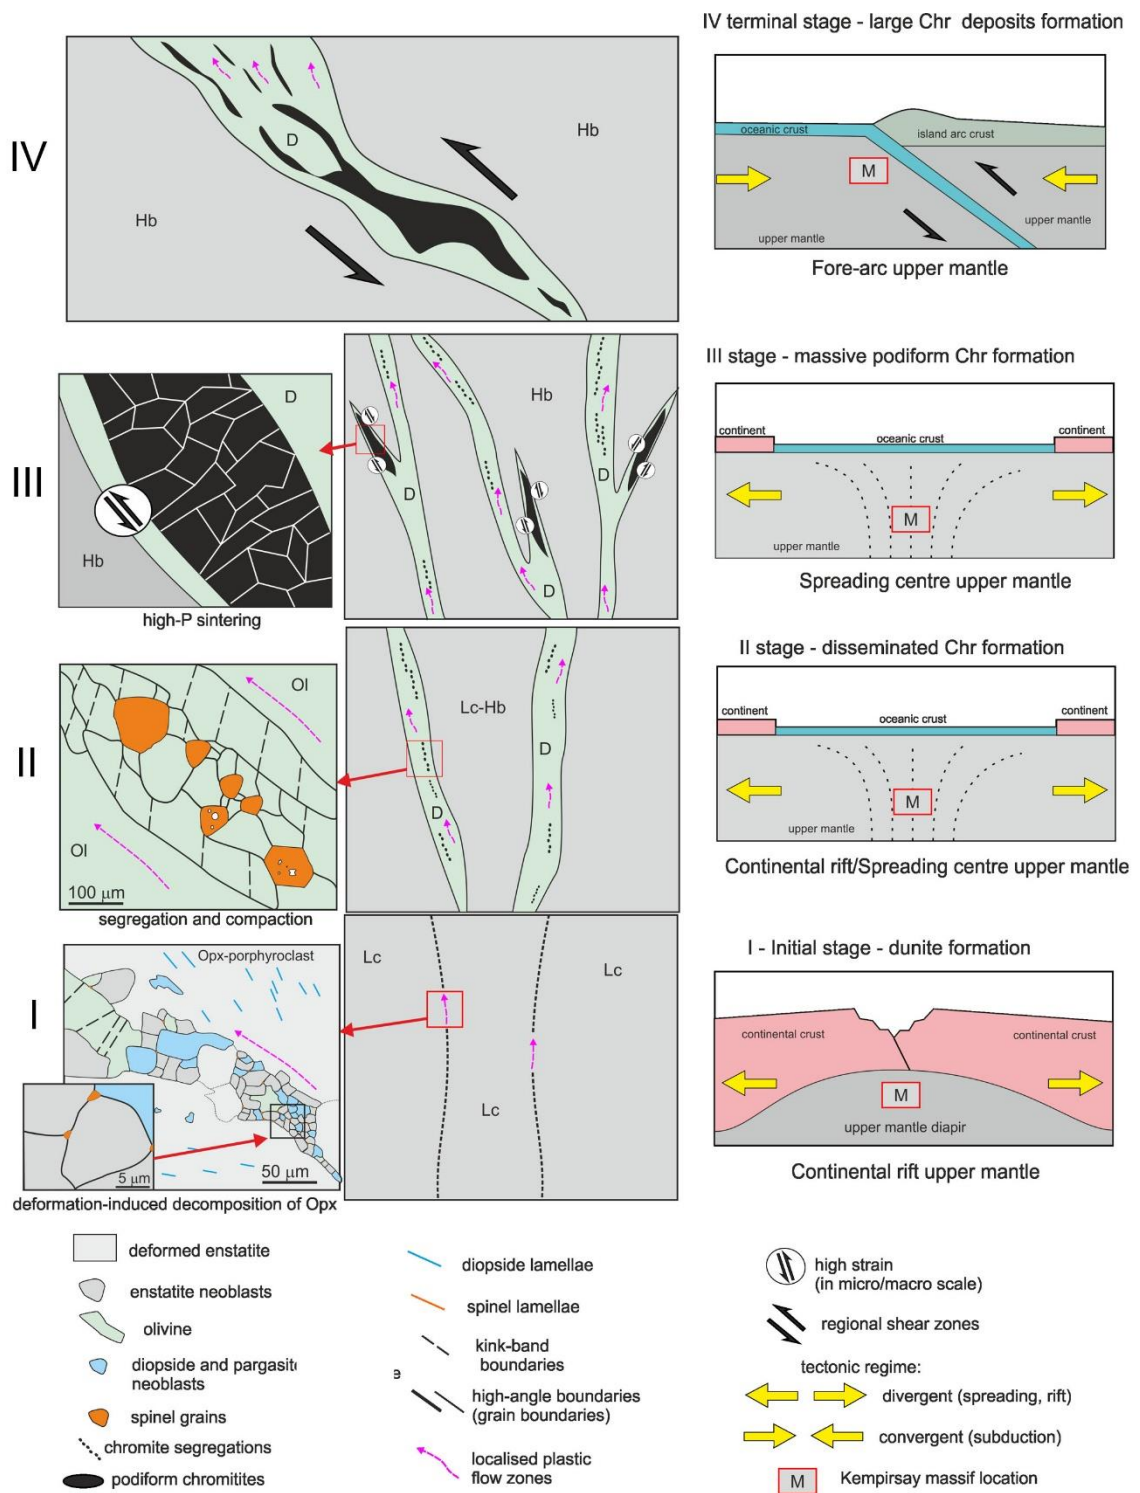 IV terminal stage - large Chr deposits formation
IV
Hb
D
Hb
oceanic crust
island arc crust
M
upper mantle
upper mantle
Fore-arc upper mantle
III stage - massive podiform Chr formation
III
D
Hb
high-P sintering
Hb
D
D
D
continent
oceanic crust
continent
M
upper mantle
Spreading centre upper mantle
II stage - disseminated Chr formation
II
Ol
Ol
100 μm
segregation and compaction
Lc-Hb
D
D
continent
oceanic crust
continent
M
upper mantle
Continental rift/Spreading centre upper mantle
I - Initial stage - dunite formation
I
Opx-porphyroclast
5 μm
50 μm
deformation-induced decomposition of Opx
Lc
Lc
Lc
continental crust
continental crust
M
upper mantle diapir
Continental rift upper mantle
deformed enstatite
enstatite neoblasts
olivine
diopside and pargasite
neoblasts
spinel grains
chromite segregations
podiform chromitites
diopside lamellae
spinel lamellae
kink-band
boundaries
e
high-angle boundaries
(grain boundaries)
localised plastic
flow zones
high strain
(in micro/macro scale)
regional shear zones
tectonic regime:
divergent (spreading, rift)
convergent (subduction)
M
Kempirsay massif location